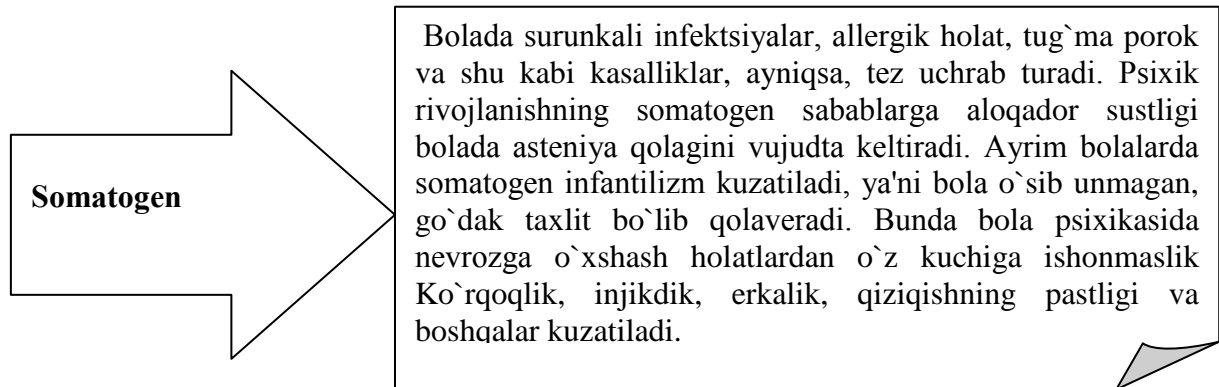 Somatogen
Bolada surunkali infektsiyalar, allergik holat, tug`ma porok
va shu kabi kasalliklar, ayniqsa, tez uchrab turadi. Psixik
rivojlanishning somatogen sabablarga aloqador sustligi
bolada asteniya qolagini vujudta keltiradi. Ayrim bolalarda
somatogen infantilizm kuzatiladi, ya'ni bola o`sib unmagan,
go`dak taxlit bo`lib qolaveradi. Bunda bola psixikasida
nevrozga o`xshash holatlardan o`z kuchiga ishonmaslik
Ko`rqoqlik, injikdik, erkalik, qiziqishning pastligi va
boshqalar kuzatiladi.